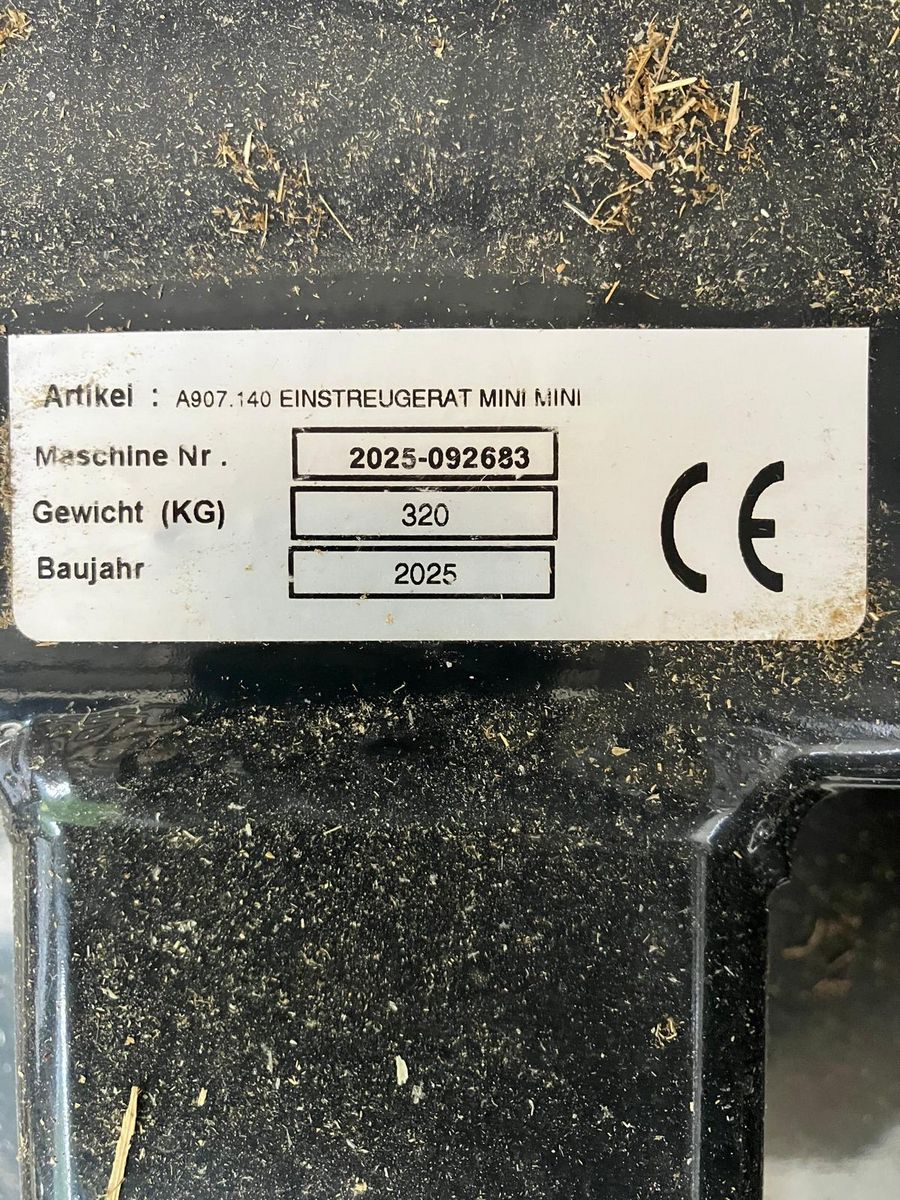 Artikel : A907.140 EINSTREUGERAT MINI MINI
Maschine Nr . 2025-092683
Gewicht (KG) 320
Baujahr 2025
CE